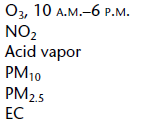 O₃, 10 A.M.–6 P.M.
NO₂
Acid vapor
PM₁₀
PM₂.₅
EC